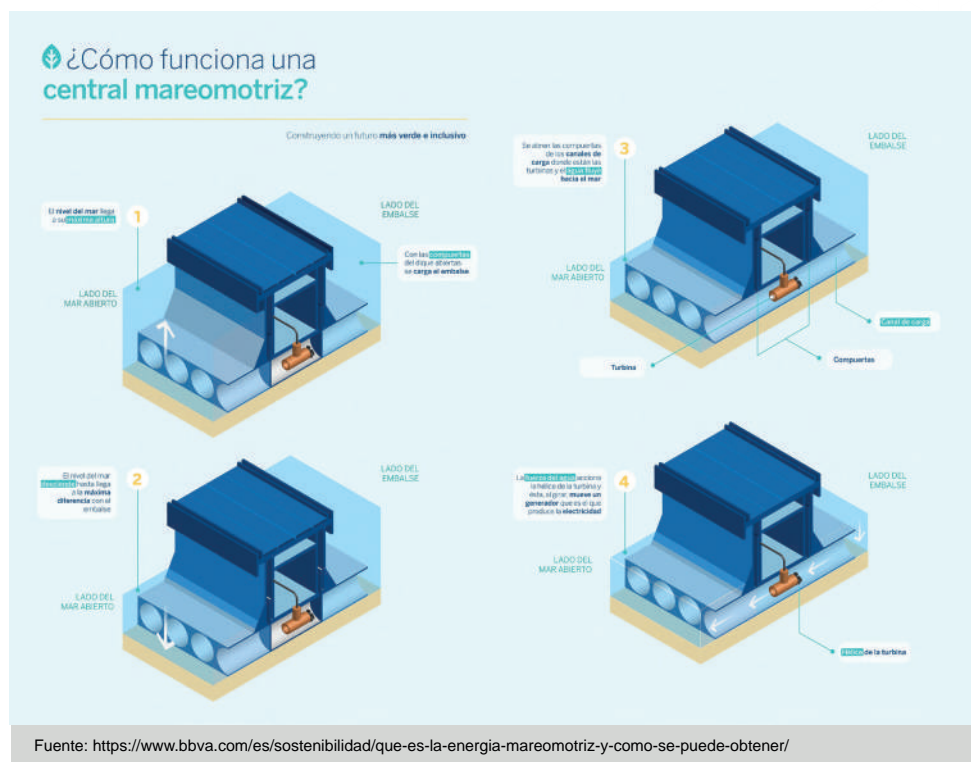 ¿Cómo funciona una
central mareomotriz?
Construyendo un futuro más verde e inclusivo
1
El nivel del mar llega
a su máxima altura
LADO DEL
EMBALSE
Con las compuertas
del dique abiertas
se carga el embalse
LADO DEL
MAR ABIERTO
2
El nivel del mar
desciende hasta llega
a la máxima
diferencia con el
embalse
LADO DEL
EMBALSE
LADO DEL
MAR ABIERTO
3
Se abren las compuertas
de los canales de
carga donde están las
turbinas y el agua fluye
hacia el mar
LADO DEL
EMBALSE
LADO DEL
MAR ABIERTO
Canal de carga
Compuertas
Turbina
4
La fuerza del agua acciona
la hélice de la turbina y
ésta, al girar, mueve un
generador que es el que
produce la electricidad
LADO DEL
EMBALSE
LADO DEL
MAR ABIERTO
Hélice de la turbina
Fuente: https://www.bbva.com/es/sostenibilidad/que-es-la-energia-mareomotriz-y-como-se-puede-obtener/